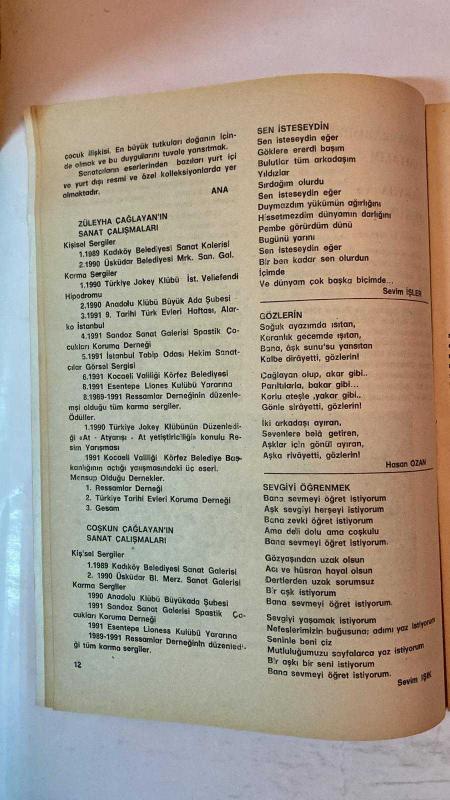 çocuk ilişkisi. En büyük tutkuları doğanın İçin-
de olmak ve bu duygularını tuvale yansıtmak.
Sanatçıların eserlerinden bazıları yurt içi
ve yurt dışı resmi ve özel kolleksiyonlarda yer
almaktadır.
ANA
ZÜLEYHA ÇAĞLAYAN'IN
SANAT ÇALIŞMALARI
Kişisel Sergiler
1.1989 Kadıköy Belediyesi Sanat Kalerisi
2.1990 Üsküdar Belediyesi Mrk. San. Gal.
Karma Sergiler
1.1990 Türkiye Jokey Klübü İst. Veliefendi
Hipodromu
2.1990 Anadolu Klübü Büyük Ada Şubesi
3.1991 9. Tarihi Türk Evleri Haftası, Alar-
ko İstanbul
4.1991 Sandoz Sanat Galerisi Spastik Ço-
cukları Koruma Derneği
5.1991 İstanbul Tabip Odası Hekim Sanat-
çılar Görsel Sergisi
6.1991 Kocaeli Valiliği Körfez Belediyesi
8.1991 Esentepe Liones Kulübü Yararına
8.1989-1991 Ressamlar Derneğinin düzenle-
mşi olduğu tüm karma sergiler.
Ödüller.
1.1990 Türkiye Jokey Klübünün Düzenledi-
ği «At - Atyarışı - At yetiştiriciliği» konulu Re-
sim Yarışması
1991 Kocaeli Valiliği Körfez Belediye Baş-
kanlığının açtığı yarışmasındaki üç eseri.
Mensup Olduğu Dernekler.
1. Ressamlar Derneği
2. Türkiye Tarihi Evleri Koruma Derneği
3. Gesam
COŞKUN ÇAĞLAYAN'IN
SANAT ÇALIŞMALARI
Kişisel Sergiler
1.1989 Kadıköy Belediyesi Sanat Galerisi
2. 1990 Üsküdar Bl. Merz. Sanat Galerisi
Karma Sergiler
1990 Anadolu Klübü Büyükada Şubesi
1991 Sandoz Sanat Galerisi Spastik Ço-
cukları Koruma Derneği
1991 Esentepe Lioness Kulübü Yararına
1989-1991 Ressamlar Derneğinin düzenledi-
ği tüm karma sergiler.
12
SEN İSTESEYDİN
Sen isteseydin eğer
Göklere ererdi başım
Bulutlar tüm arkadaşım
Yıldızlar
Sırdağım olurdu
Sen isteseydin eğer
Duymazdım yükümün ağırlığını
Hissetmezdim dünyamın darlığını
Pembe görürdüm dünü
Bugünü yarını
Sen isteseydin eğer
Bir ben kadar sen olurdun
İçimde
Ve dünyam çok başka biçimde...
Sevim İŞLER
GÖZLERİN
Soğuk ayazımda ısıtan,
Karanlık gecemde ışıtan,
Bana, âşk sunu'su yansıtan
Kalbe dirâyetti, gözlerin!
Çağlayan olup, akar gibi..
Parıltılarla, bakar gibi...
Korlu ateşle ,yakar gibi..
Gönle sirâyetti, gözlerin!
İki arkadaşı ayıran,
Sevenlere belâ getiren,
Aşklar için gönül ayıran,
Aşka rivâyetti, gözlerin!
Hasan OZAN
SEVGİYİ ÖĞRENMEK
Bana sevmeyi öğret istiyorum
Aşk sevgiyi herşeyi istiyorum
Bana zevki öğret istiyorum
Ama deli dolu ama coşkulu
Bana sevmeyi öğret istiyorum.
Gözyaşından uzak olsun
Acı ve hüsran hayal olsun
Dertlerden uzak sorumsuz
Bir aşk istiyorum
Bana sevmeyi öğret istiyorum.
Sevgiyi yaşamak istiyorum
Nefeslerimizin buğusuna; adımı yaz istiyorum
Seninle beni çiz
Mutluluğumuzu sayfalarca yaz istiyorum
Bir aşkı bir seni istiyorum
Bana sevmeyi öğret istiyorum.
Sevim IŞIK